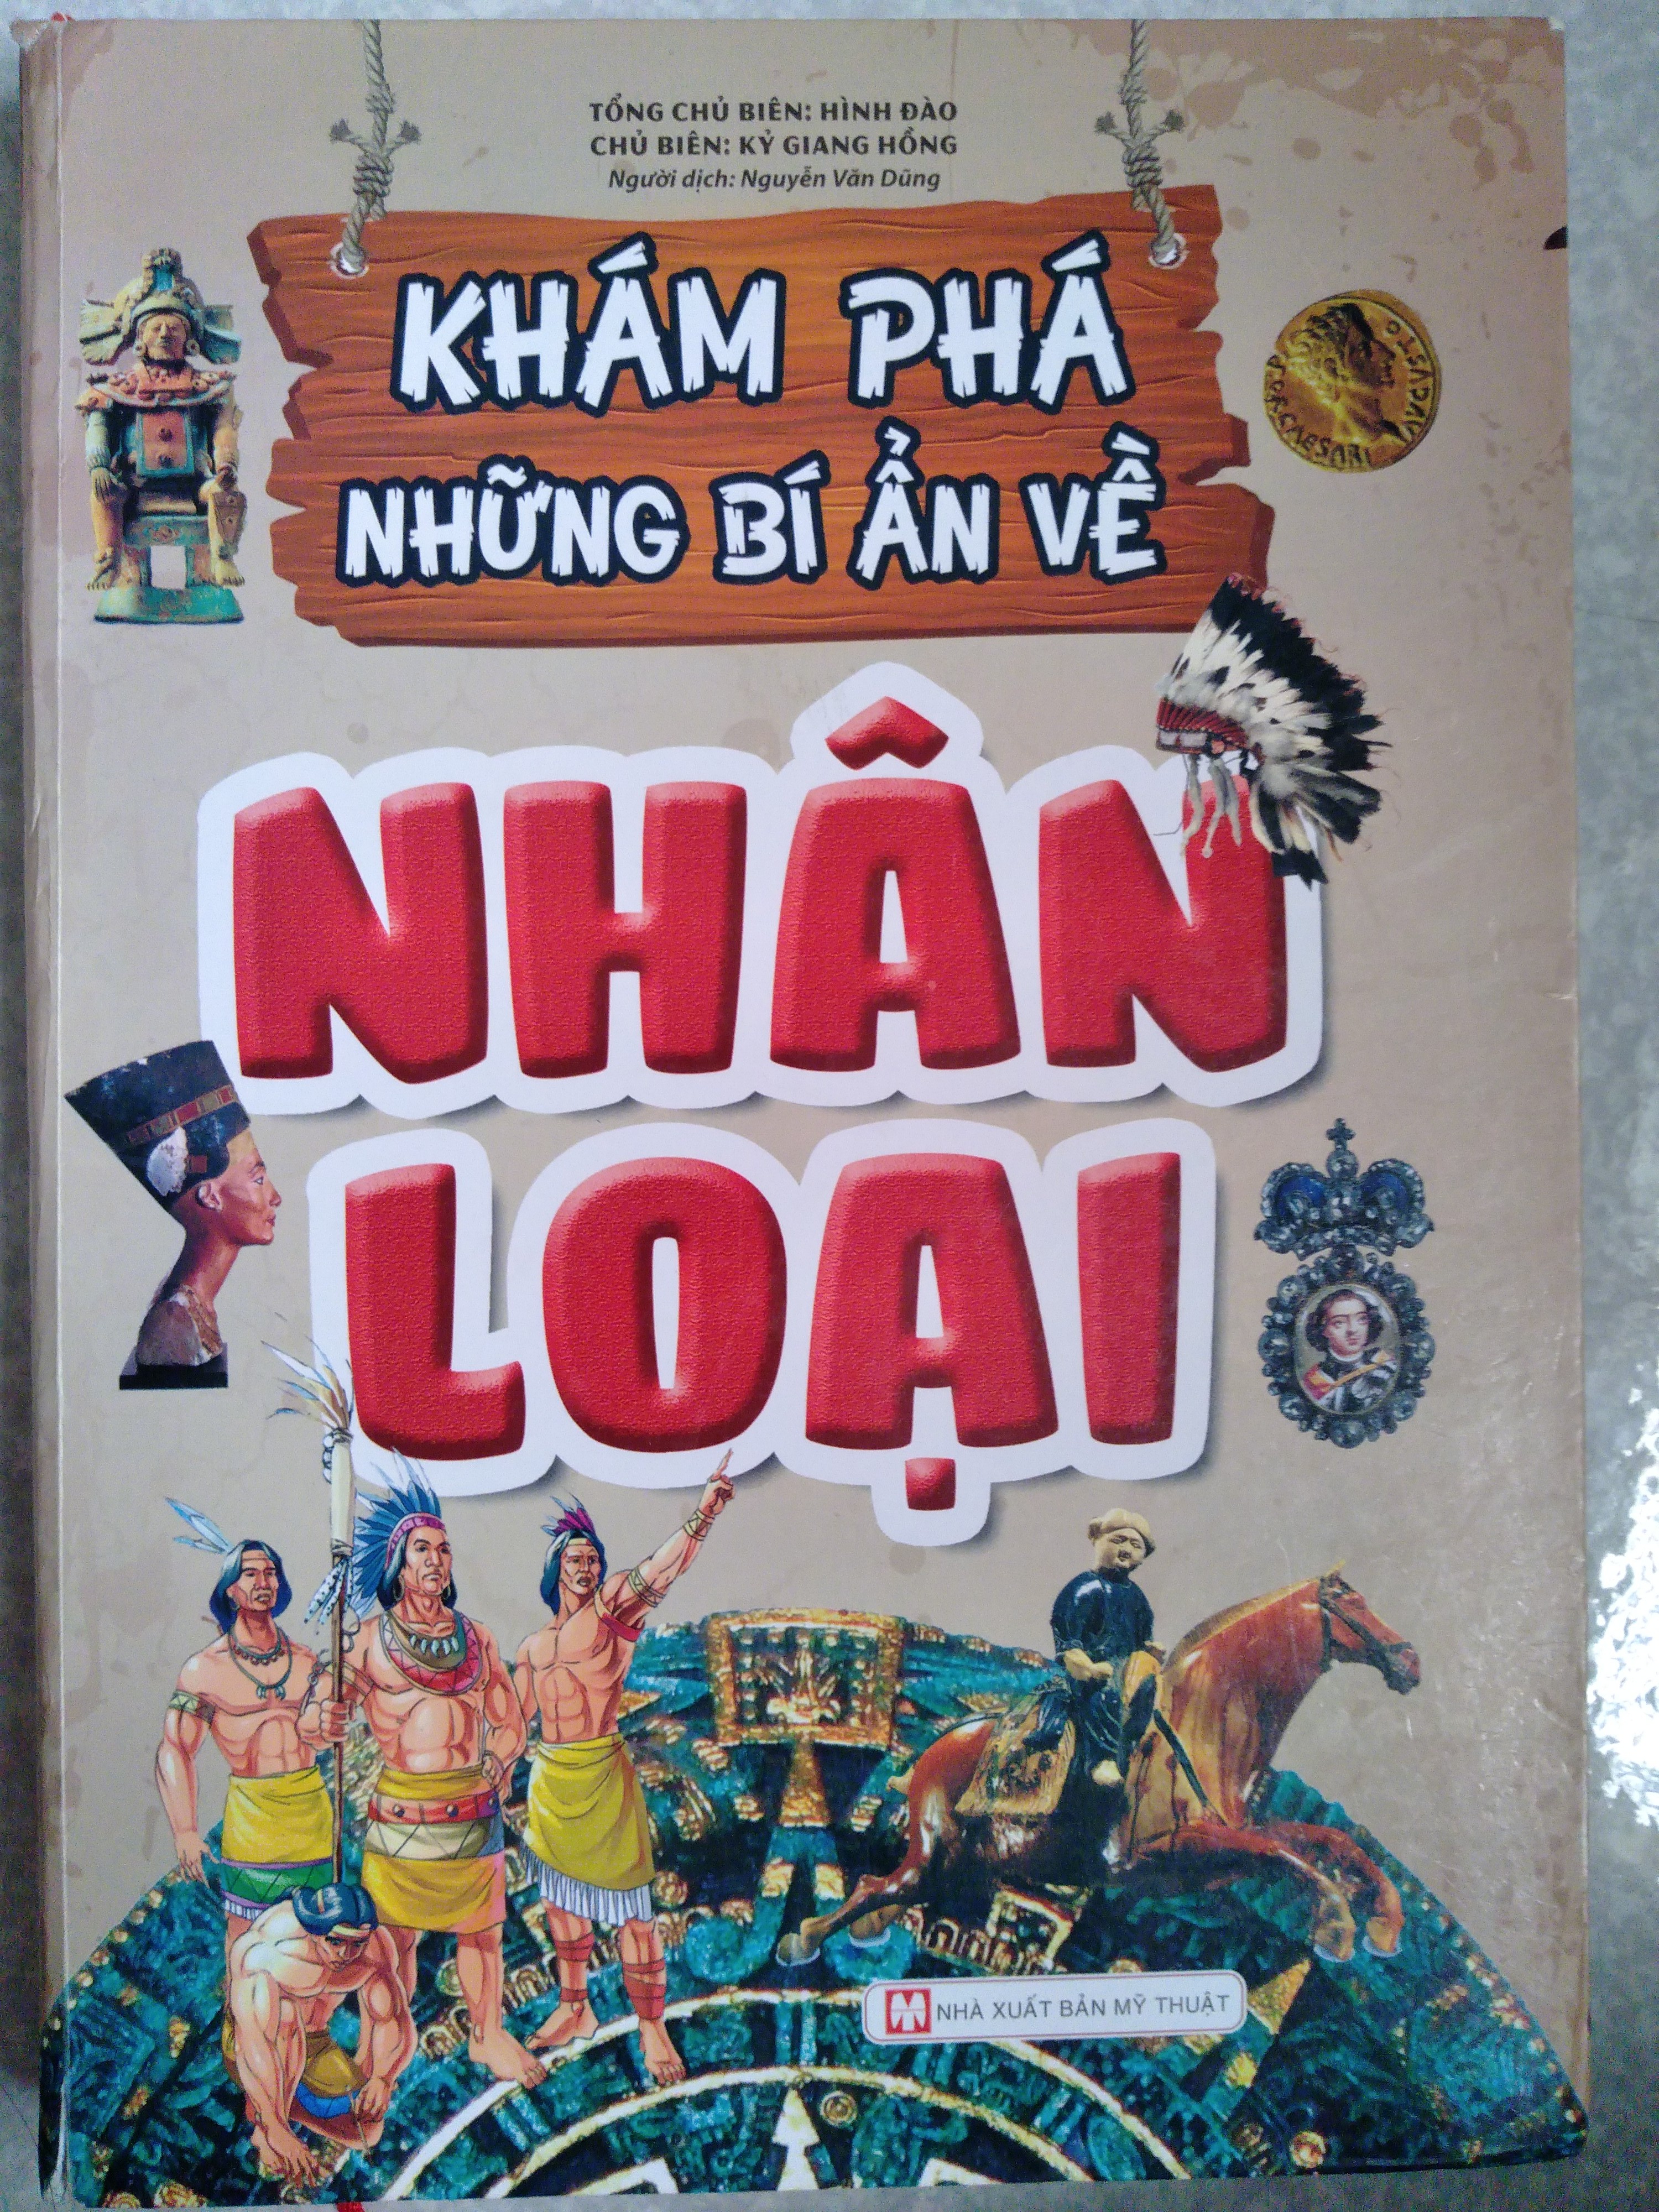 TỔNG CHỦ BIÊN: HÌNH ĐÀO
CHỦ BIÊN: KỶ GIANG HỒNG
Người dịch: Nguyễn Văn Dũng
KHÁM PHÁ
NHỮNG BÍ ẨN VỀ
NHÂN
LOẠI
NHÀ XUẤT BẢN MỸ THUẬT